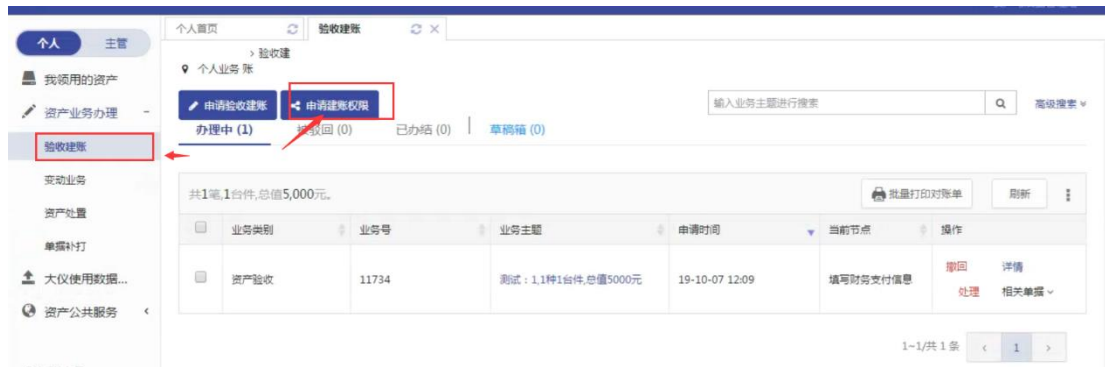 个人首页
验收建账
个人
主管
> 验收建
个人业务 账
我领用的资产
资产业务办理
申请验收建账
申请建账权限
输入业务主题进行搜索
高级搜索
办理中 (1)
被驳回 (0)
已办结 (0)
草稿箱 (0)
验收建账
变动业务
共1笔,1台件,总值5,000元。
批量打印对账单
刷新
资产处置
业务类别
业务号
业务主题
申请时间
当前节点
操作
单据补打
大仪使用数据...
资产验收
11734
测试：1,1种1台件,总值5000元
19-10-07 12:09
填写财务支付信息
撤回
详情
处理
相关单据
资产公共服务
1-1/共 1 条
1